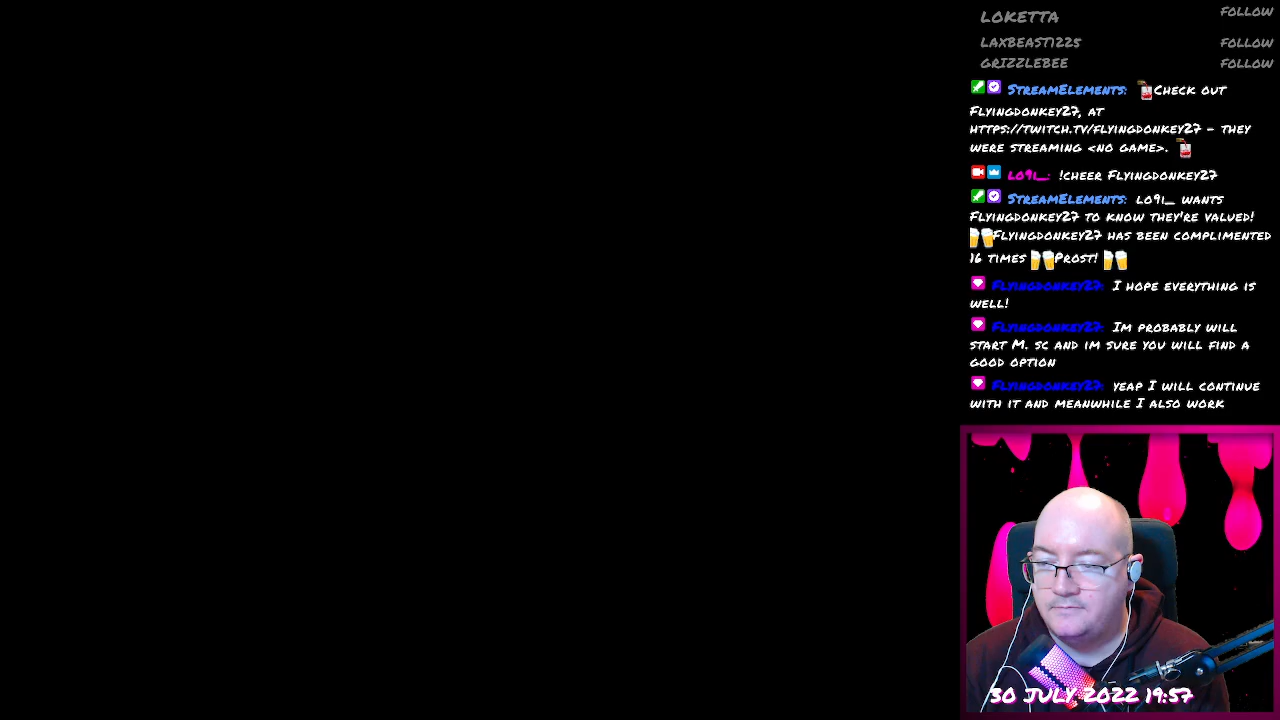 LOKETTA FOLLOW
LAXBEAST1225 FOLLOW
GRIZZLEBEE FOLLOW
StreamElements: Check out
Flyingdonkey27, at
https://twitch.tv/flyingdonkey27 - they
were streaming <no game>.
lo9i_: !cheer Flyingdonkey27
StreamElements: lo9i_ wants
Flyingdonkey27 to know they're valued!
Flyingdonkey27 has been complimented
16 times Prost!
Flyingdonkey27: I hope everything is
well!
Flyingdonkey27: Im probably will
start M. sc and im sure you will find a
good option
Flyingdonkey27: yeap I will continue
with it and meanwhile I also work
30 JULY 2022 19:57